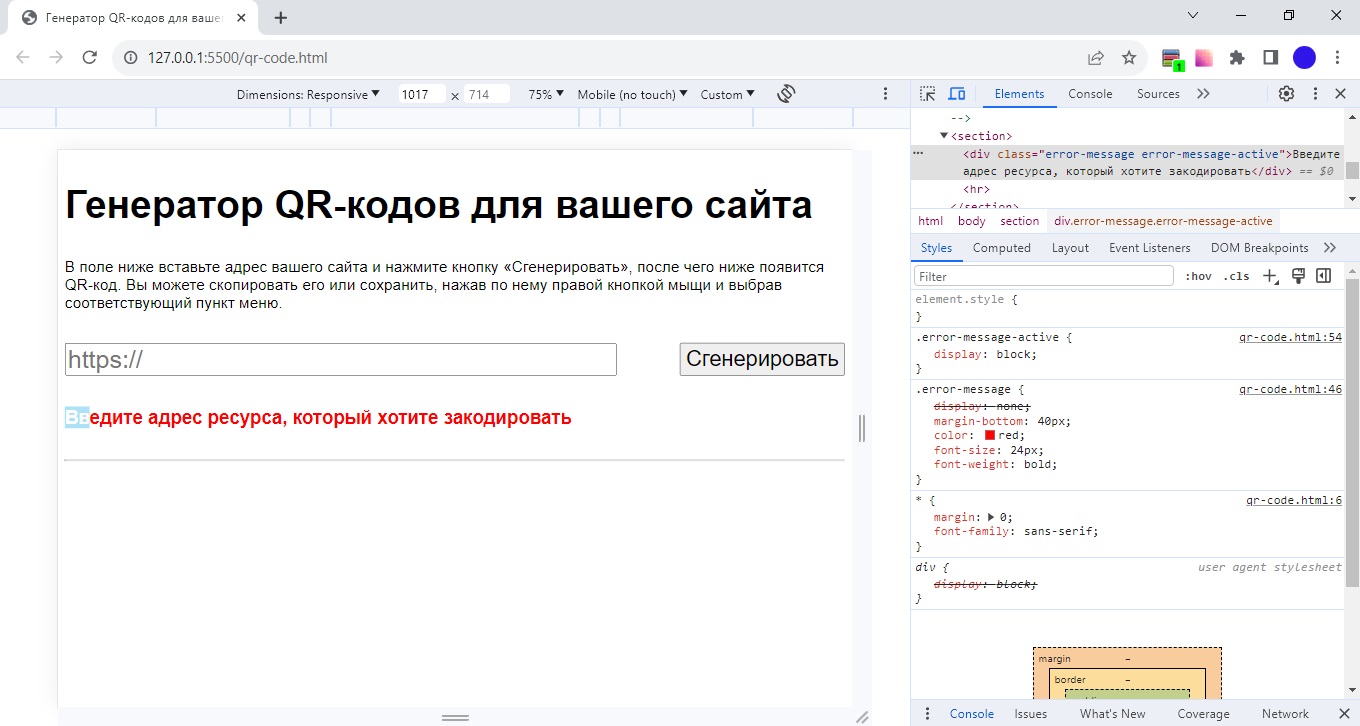 Генератор QR-кодов для ваше
127.0.0.1:5500/qr-code.html
1
Dimensions: Responsive 1017 × 714 75% Mobile (no touch) Custom
Генератор QR-кодов для вашего сайта
В поле ниже вставьте адрес вашего сайта и нажмите кнопку «Сгенерировать», после чего ниже появится
QR-код. Вы можете скопировать его или сохранить, нажав по нему правой кнопкой мыщи и выбрав
соответствующий пункт меню.
https:// Сгенерировать
Введите адрес ресурса, который хотите закодировать
Elements Console Sources
-->
<section>
<div class="error-message error-message-active">Введите
адрес ресурса, который хотите закодировать</div> == $0
<hr>
</section>
html body section div.error-message.error-message-active
Styles Computed Layout Event Listeners DOM Breakpoints
Filter :hov .cls
element.style {
}
.error-message-active { qr-code.html:54
display: block;
}
.error-message { qr-code.html:46
display: none;
margin-bottom: 40px;
color: red;
font-size: 24px;
font-weight: bold;
}
* { qr-code.html:6
margin: 0;
font-family: sans-serif;
}
div { user agent stylesheet
display: block;
}
margin –
border –
Console Issues What's New Coverage Network